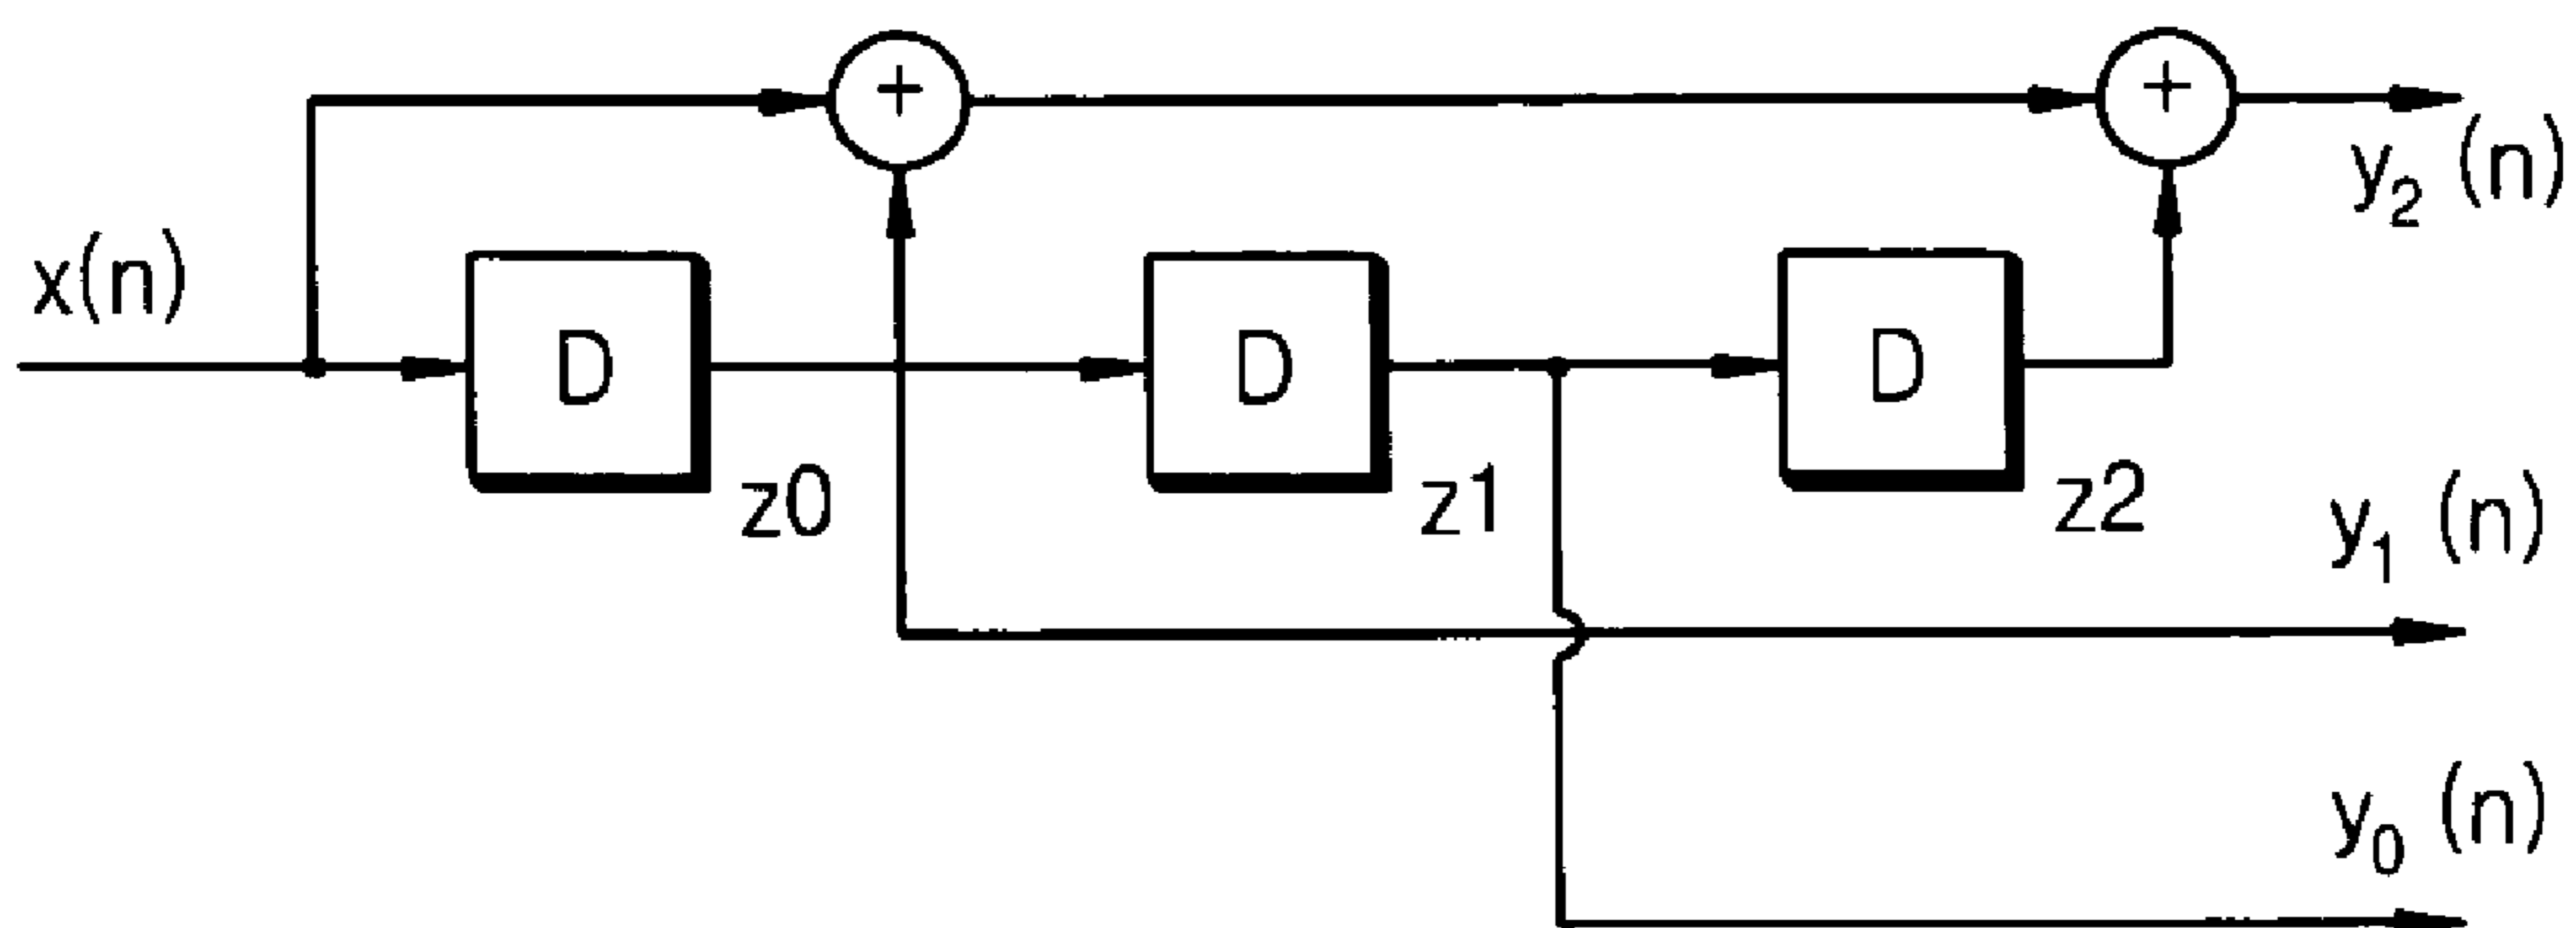 + +
y₂ (n)
x(n)
D D D
z0 z1 z2
y₁ (n)
y₀ (n)